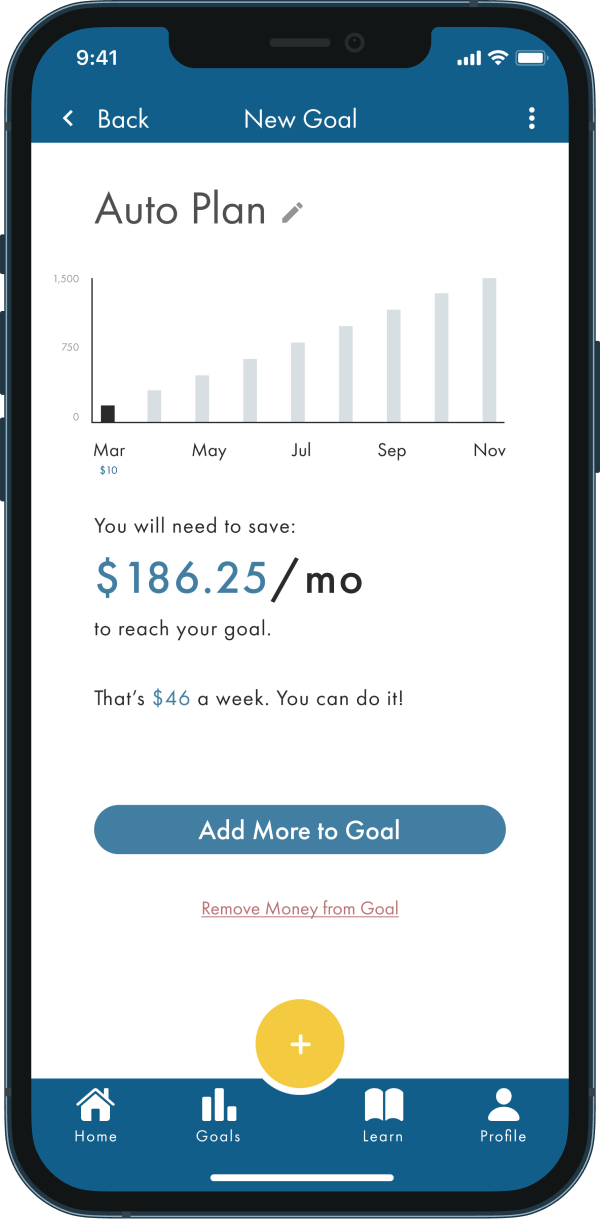 9:41
Back New Goal
Auto Plan
1,500
750
0
Mar May Jul Sep Nov
$10
You will need to save:
$186.25/mo
to reach your goal.
That's $46 a week. You can do it!
Add More to Goal
Remove Money from Goal
+
Home Goals Learn Profile